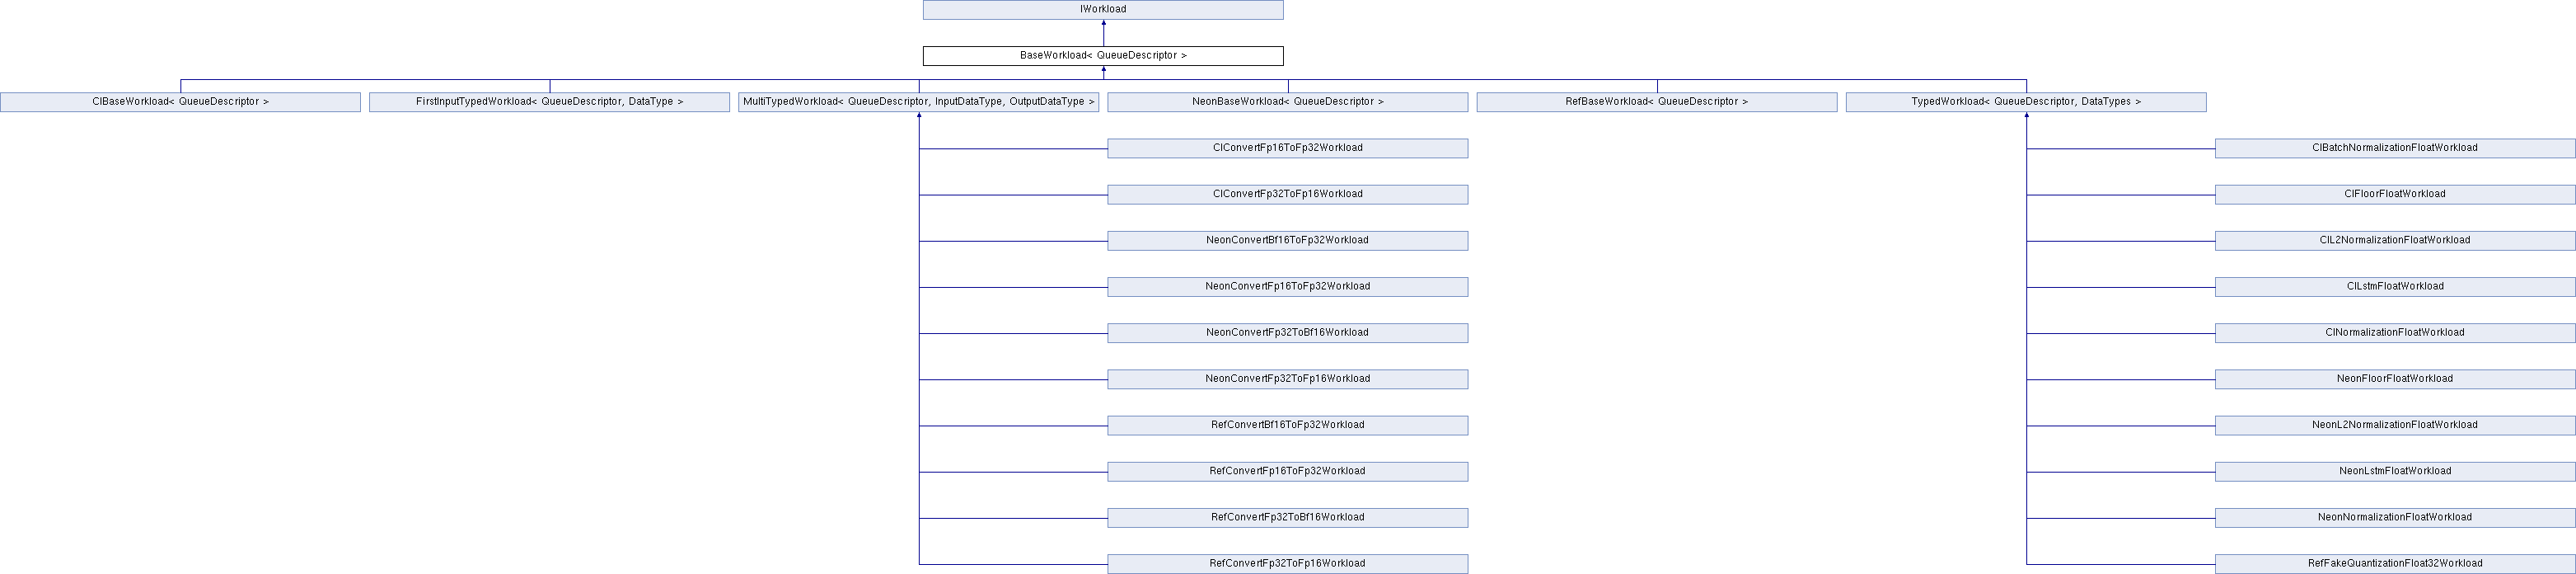 IWorkload
BaseWorkload< QueueDescriptor >
ClBaseWorkload< QueueDescriptor >
FirstInputTypedWorkload< QueueDescriptor, DataType >
MultiTypedWorkload< QueueDescriptor, InputDataType, OutputDataType >
NeonBaseWorkload< QueueDescriptor >
RefBaseWorkload< QueueDescriptor >
TypedWorkload< QueueDescriptor, DataTypes >
ClConvertFp16ToFp32Workload
ClConvertFp32ToFp16Workload
NeonConvertBf16ToFp32Workload
NeonConvertFp16ToFp32Workload
NeonConvertFp32ToBf16Workload
NeonConvertFp32ToFp16Workload
RefConvertBf16ToFp32Workload
RefConvertFp16ToFp32Workload
RefConvertFp32ToBf16Workload
RefConvertFp32ToFp16Workload
ClBatchNormalizationFloatWorkload
ClFloorFloatWorkload
ClL2NormalizationFloatWorkload
ClLstmFloatWorkload
ClNormalizationFloatWorkload
NeonFloorFloatWorkload
NeonL2NormalizationFloatWorkload
NeonLstmFloatWorkload
NeonNormalizationFloatWorkload
RefFakeQuantizationFloat32Workload